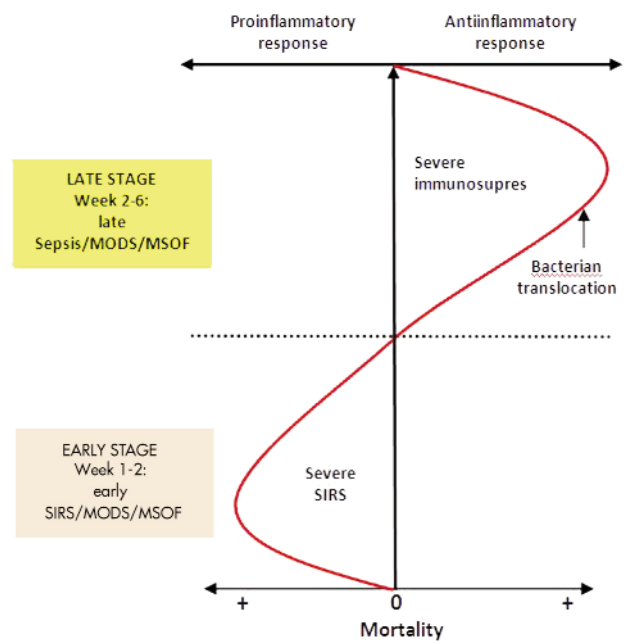 Proinflammatory
response
Antiinflammatory
response
LATE STAGE
Week 2-6:
late
Sepsis/MODS/MSOF
Severe
immunosupres
Bacterian
translocation
EARLY STAGE
Week 1-2:
early
SIRS/MODS/MSOF
Severe
SIRS
+ 0 +
Mortality